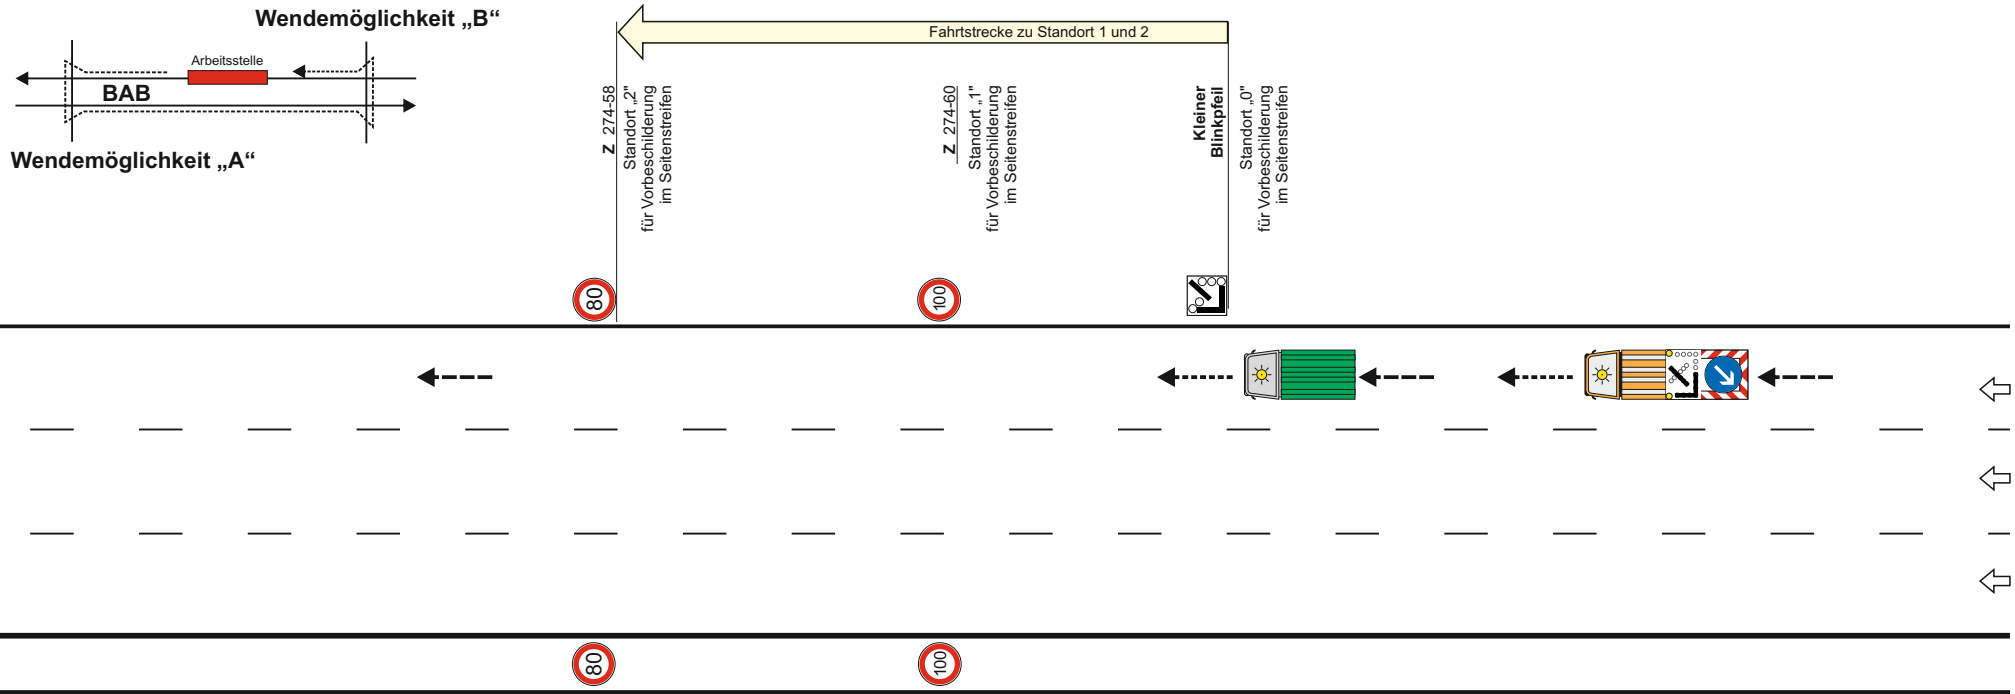 Wendemöglichkeit „B“
Arbeitsstelle
BAB
Wendemöglichkeit „A“
Fahrtstrecke zu Standort 1 und 2
Z 274-58
Standort „2"
für Vorbeschilderung
im Seitenstreifen
Z 274-60
Standort „1"
für Vorbeschilderung
im Seitenstreifen
Kleiner
Blinkpfeil
Standort „0"
für Vorbeschilderung
im Seitenstreifen
80
100
80
100